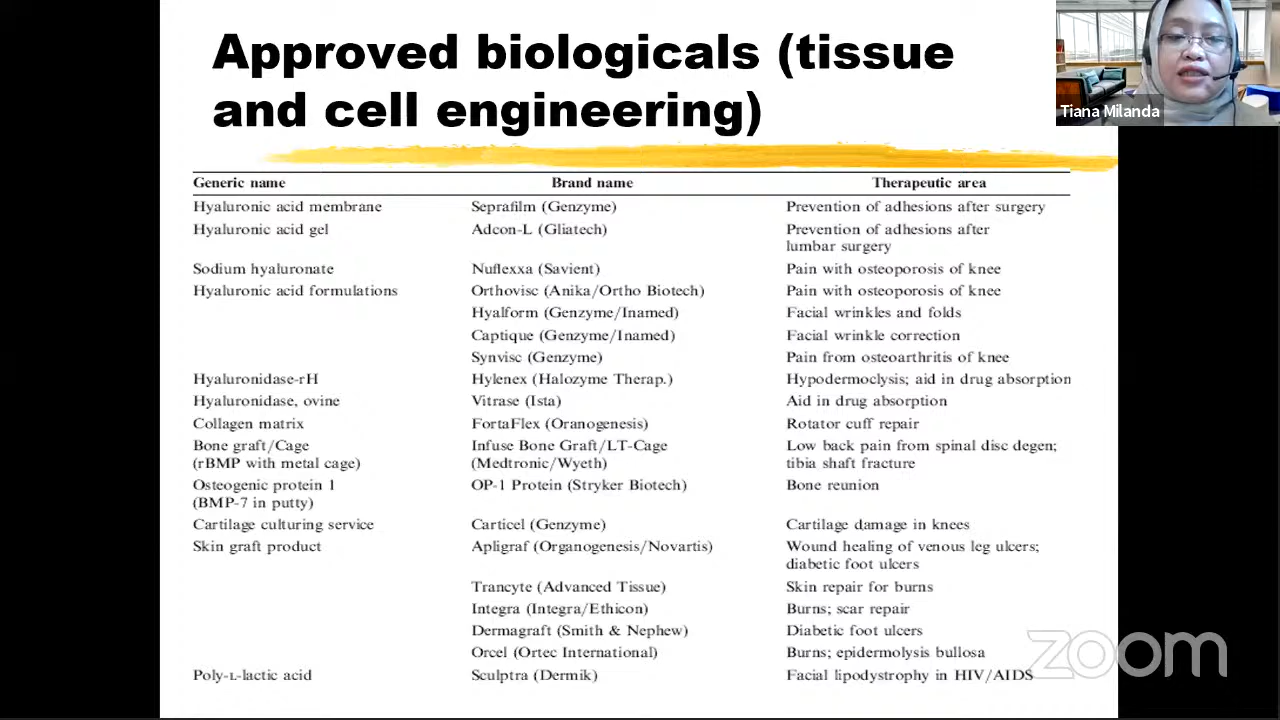 Approved biologicals (tissue
and cell engineering)
Tiana Milanda
Generic name Brand name Therapeutic area
Hyaluronic acid membrane Seprafilm (Genzyme) Prevention of adhesions after surgery
Hyaluronic acid gel Adcon-L (Gliatech) Prevention of adhesions after
lumbar surgery
Sodium hyaluronate Nuflexxa (Savient) Pain with osteoporosis of knee
Hyaluronic acid formulations Orthovisc (Anika/Ortho Biotech) Pain with osteoporosis of knee
Hyalform (Genzyme/Inamed) Facial wrinkles and folds
Captique (Genzyme/Inamed) Facial wrinkle correction
Synvisc (Genzyme) Pain from osteoarthritis of knee
Hyaluronidase-rH Hylenex (Halozyme Therap.) Hypodermoclysis; aid in drug absorption
Hyaluronidase, ovine Vitrase (Ista) Aid in drug absorption
Collagen matrix FortaFlex (Oranogenesis) Rotator cuff repair
Bone graft/Cage Infuse Bone Graft/LT-Cage Low back pain from spinal disc degen;
(rBMP with metal cage) (Medtronic/Wyeth) tibia shaft fracture
Osteogenic protein 1 OP-1 Protein (Stryker Biotech) Bone reunion
(BMP-7 in putty)
Cartilage culturing service Carticel (Genzyme) Cartilage damage in knees
Skin graft product Apligraf (Organogenesis/Novartis) Wound healing of venous leg ulcers;
diabetic foot ulcers
Trancyte (Advanced Tissue) Skin repair for burns
Integra (Integra/Ethicon) Burns; scar repair
Dermagraft (Smith & Nephew) Diabetic foot ulcers
Orcel (Ortec International) Burns; epidermolysis bullosa
Poly-L-lactic acid Sculptra (Dermik) Facial lipodystrophy in HIV/AIDS
zoom